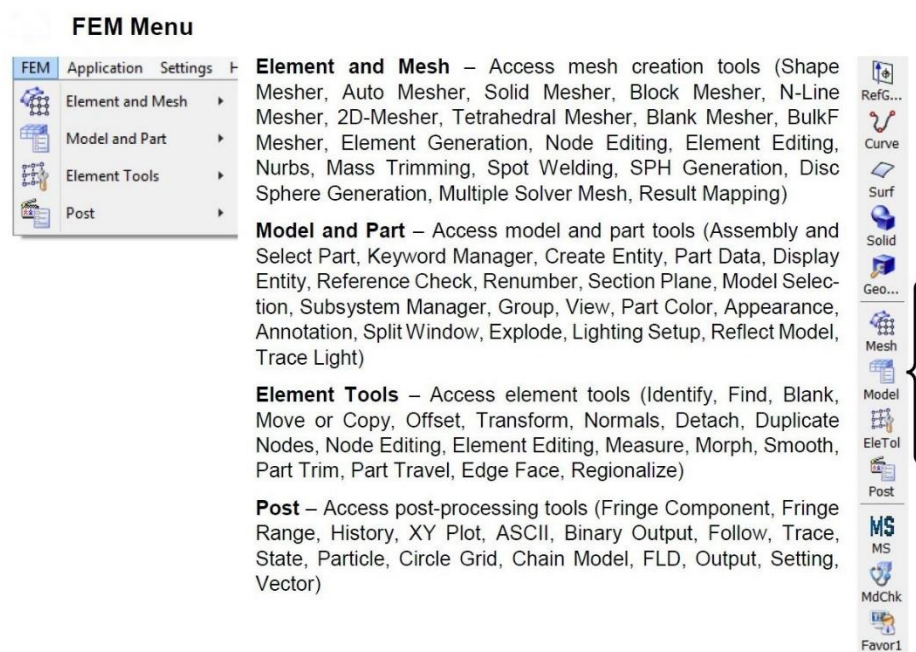 FEM Menu
FEM Application Settings H
Element and Mesh
Model and Part
Element Tools
Post
Element and Mesh – Access mesh creation tools (Shape
Mesher, Auto Mesher, Solid Mesher, Block Mesher, N-Line
Mesher, 2D-Mesher, Tetrahedral Mesher, Blank Mesher, BulkF
Mesher, Element Generation, Node Editing, Element Editing,
Nurbs, Mass Trimming, Spot Welding, SPH Generation, Disc
Sphere Generation, Multiple Solver Mesh, Result Mapping)
Model and Part – Access model and part tools (Assembly and
Select Part, Keyword Manager, Create Entity, Part Data, Display
Entity, Reference Check, Renumber, Section Plane, Model Selec-
tion, Subsystem Manager, Group, View, Part Color, Appearance,
Annotation, Split Window, Explode, Lighting Setup, Reflect Model,
Trace Light)
Element Tools – Access element tools (Identify, Find, Blank,
Move or Copy, Offset, Transform, Normals, Detach, Duplicate
Nodes, Node Editing, Element Editing, Measure, Morph, Smooth,
Part Trim, Part Travel, Edge Face, Regionalize)
Post – Access post-processing tools (Fringe Component, Fringe
Range, History, XY Plot, ASCII, Binary Output, Follow, Trace,
State, Particle, Circle Grid, Chain Model, FLD, Output, Setting,
Vector)
RefG...
Curve
Surf
Solid
Geo...
Mesh
Model
EleTol
Post
MS
MS
MdChk
Favor1